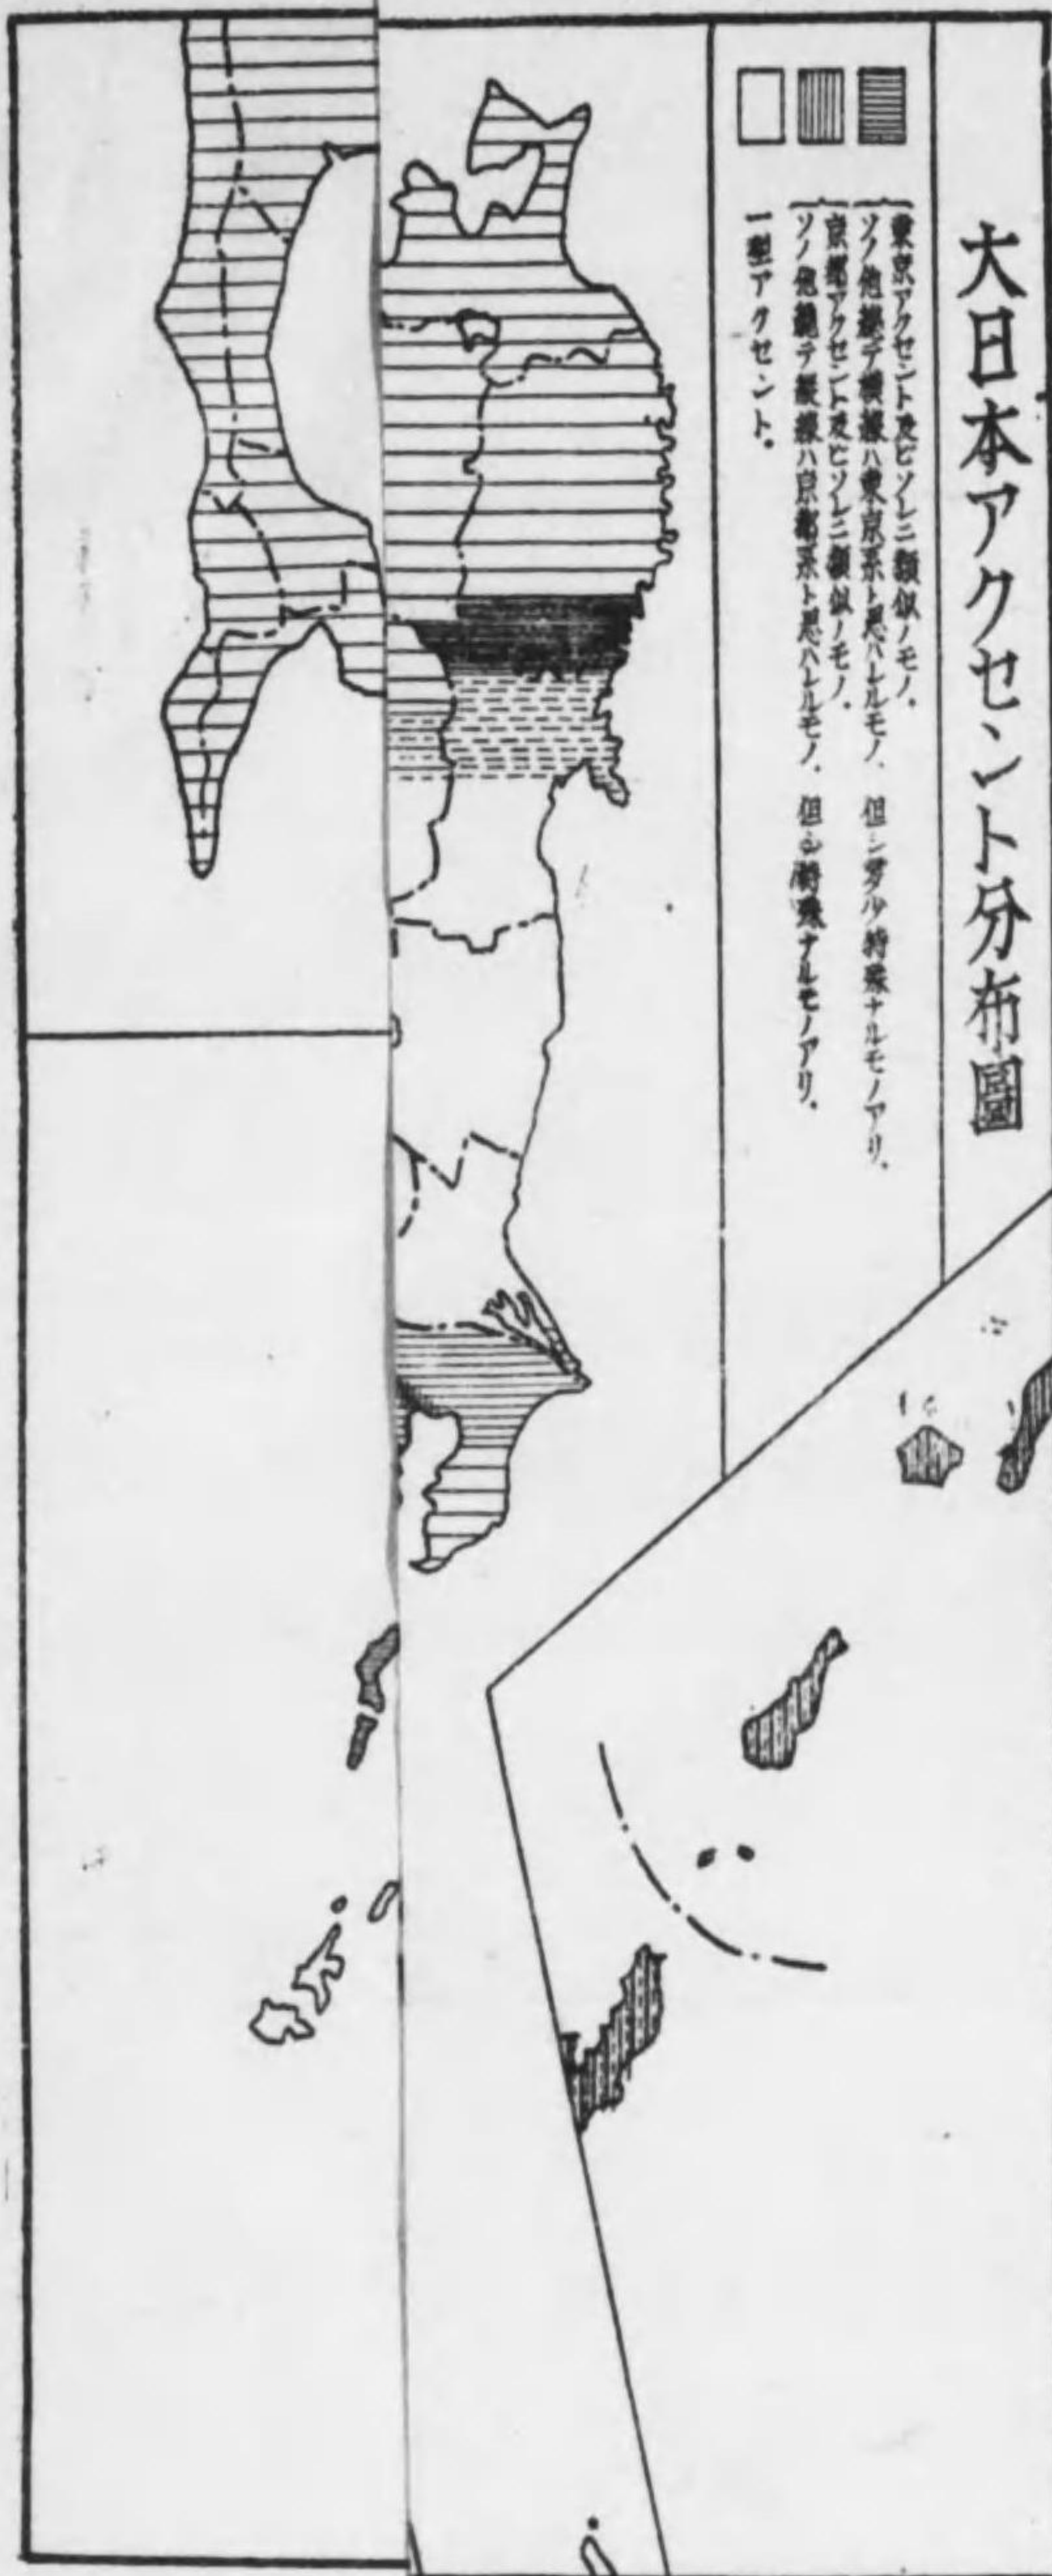 大日本アクセント分布圖
東京アクセント及ビソレニ類似ノモノ。
ソノ他總テ横線ハ東京系ト思ハレルモノ、但シ多少特殊ナルモノアリ。
京都アクセント及ビソレニ類似ノモノ。
ソノ他總テ縦線ハ京都系ト思ハレルモノ、但シ特殊ナルモノアリ。
一型アクセント。